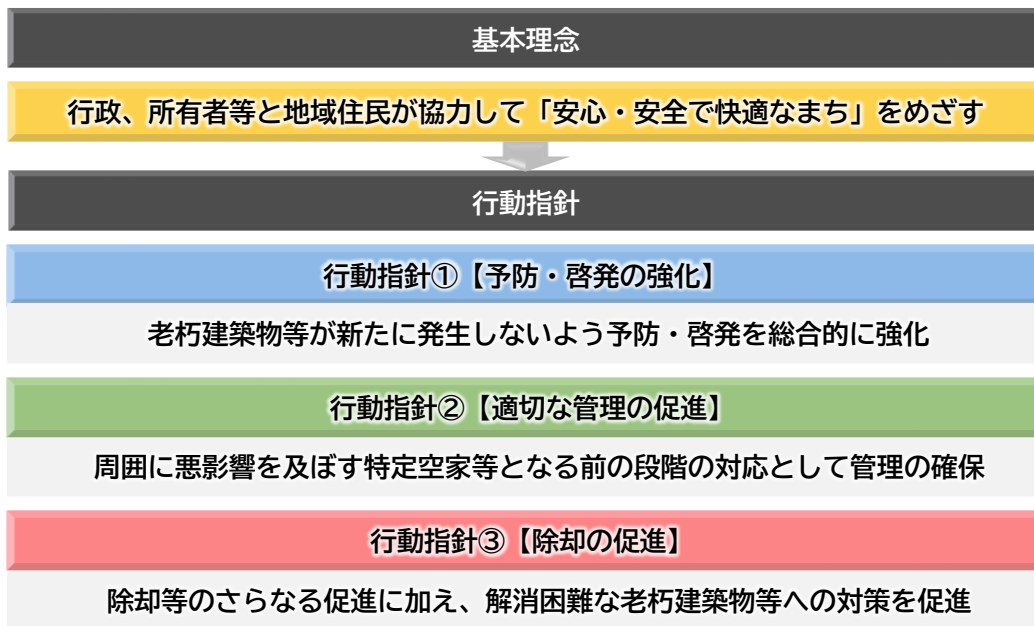 基本理念
行政、所有者等と地域住民が協力して「安心・安全で快適なまち」をめざす
行動指針
行動指針①【予防・啓発の強化】
老朽建築物等が新たに発生しないよう予防・啓発を総合的に強化
行動指針②【適切な管理の促進】
周囲に悪影響を及ぼす特定空家等となる前の段階の対応として管理の確保
行動指針③【除却の促進】
除却等のさらなる促進に加え、解消困難な老朽建築物等への対策を促進